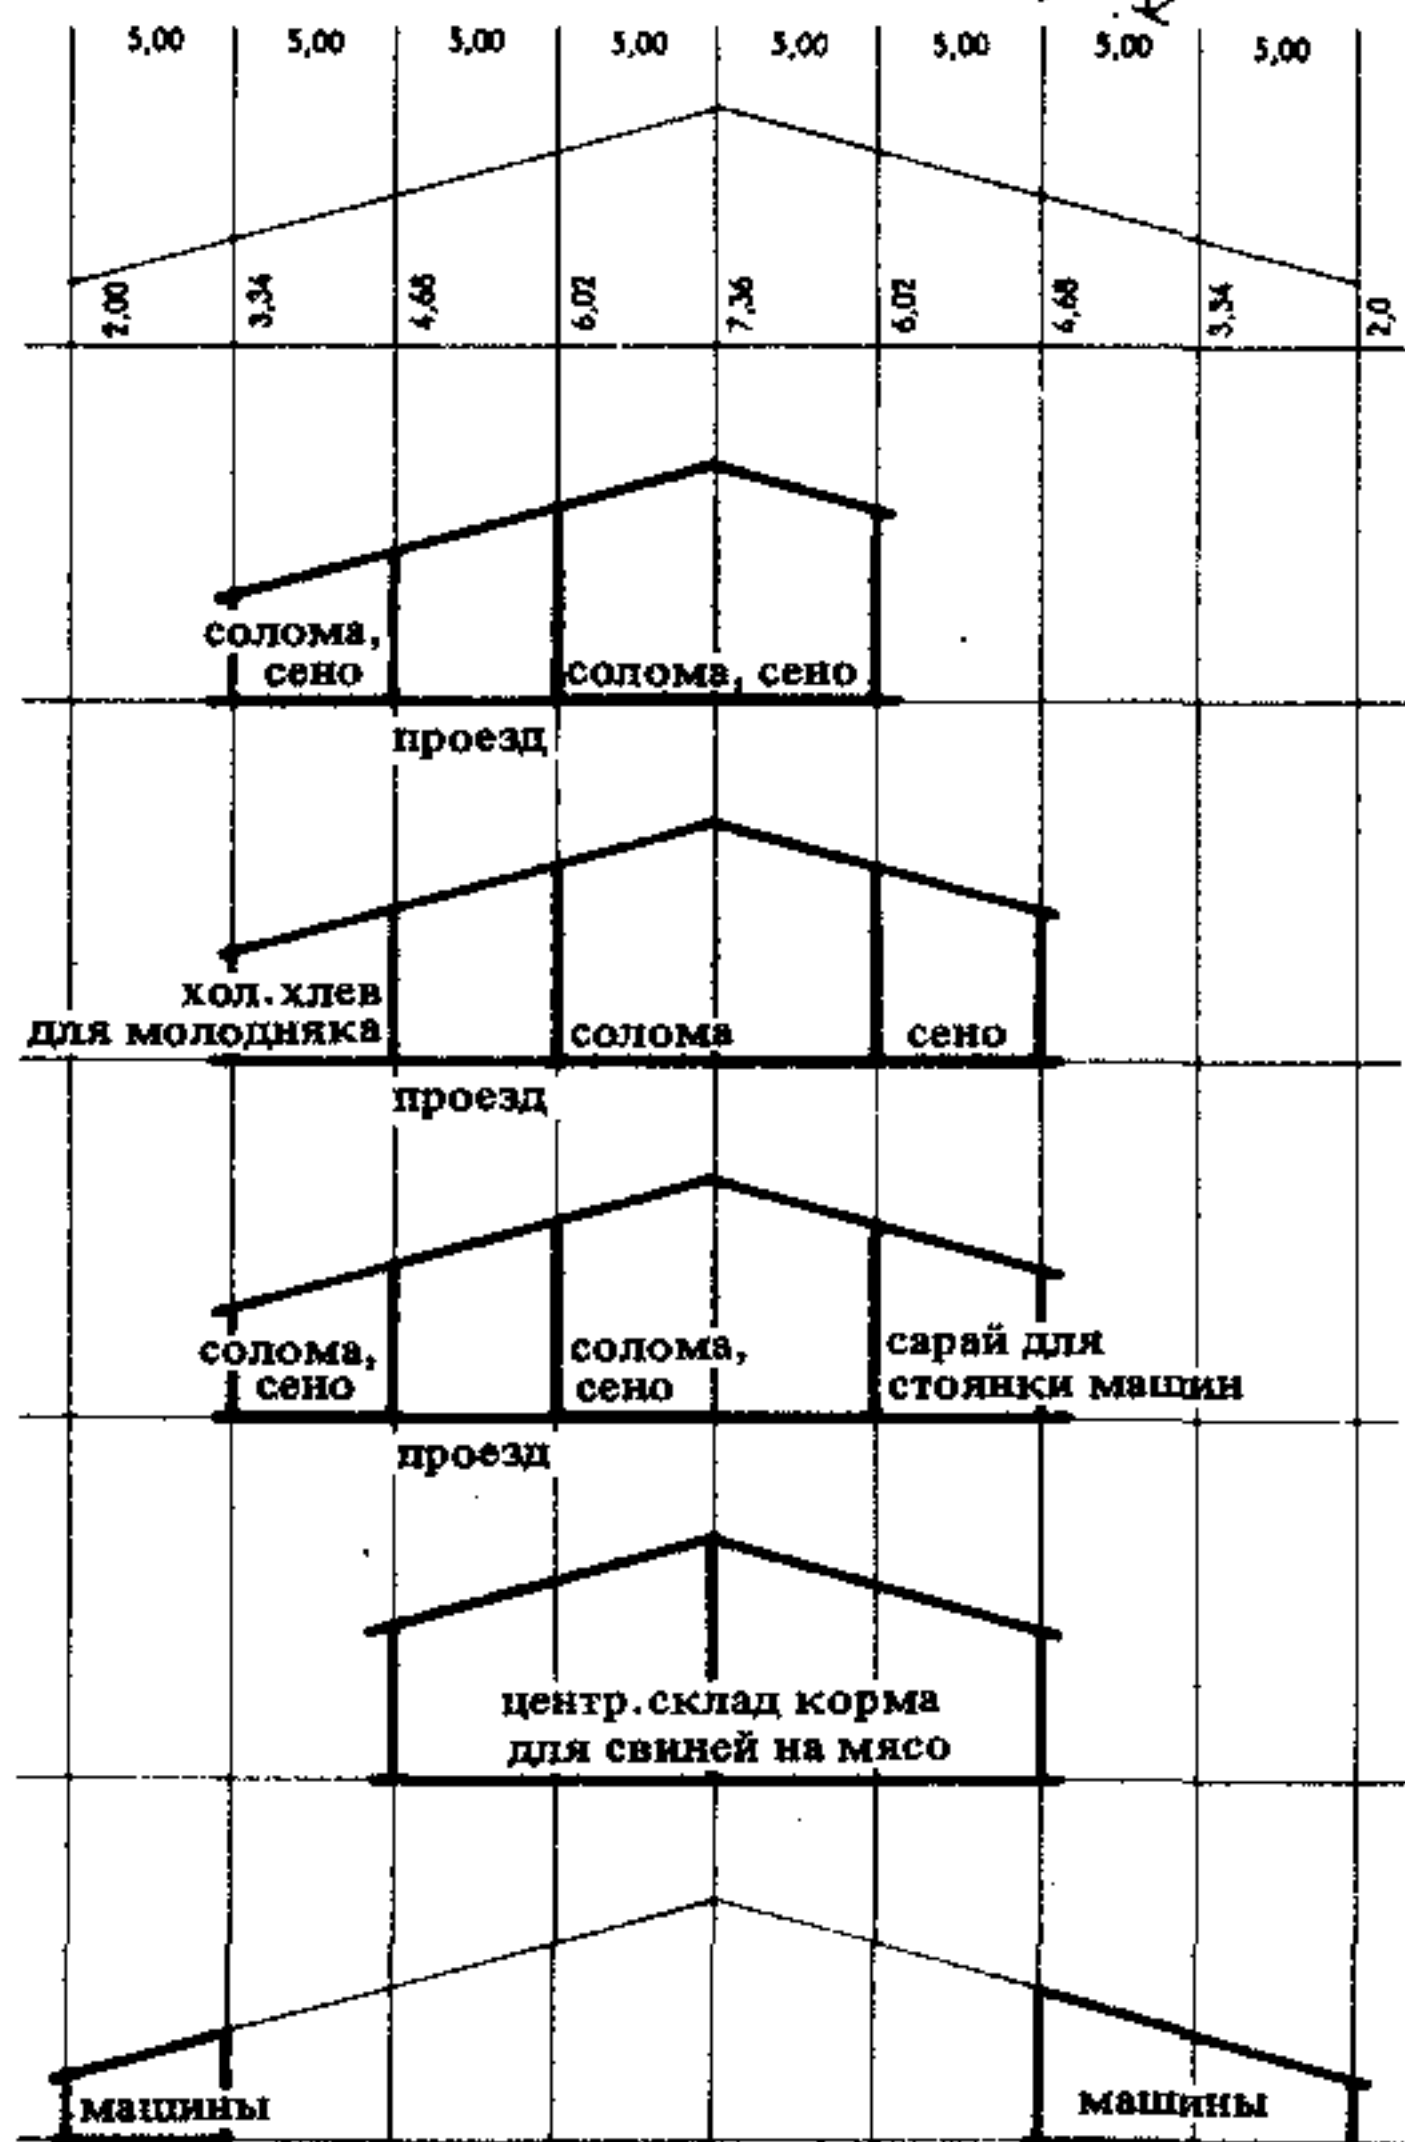 5,00 5,00 5,00 5,00 5,00 5,00 5,00 5,00
2,00 3,34 4,68 6,02 7,36 6,02 4,68 3,34 2,0
солома,
сено
солома, сено
проезд
хол.хлев
для молодняка
солома
сено
проезд
солома,
сено
солома,
сено
сарай для
стоянки машин
проезд
центр.склад корма
для свиней на мясо
машины
машины